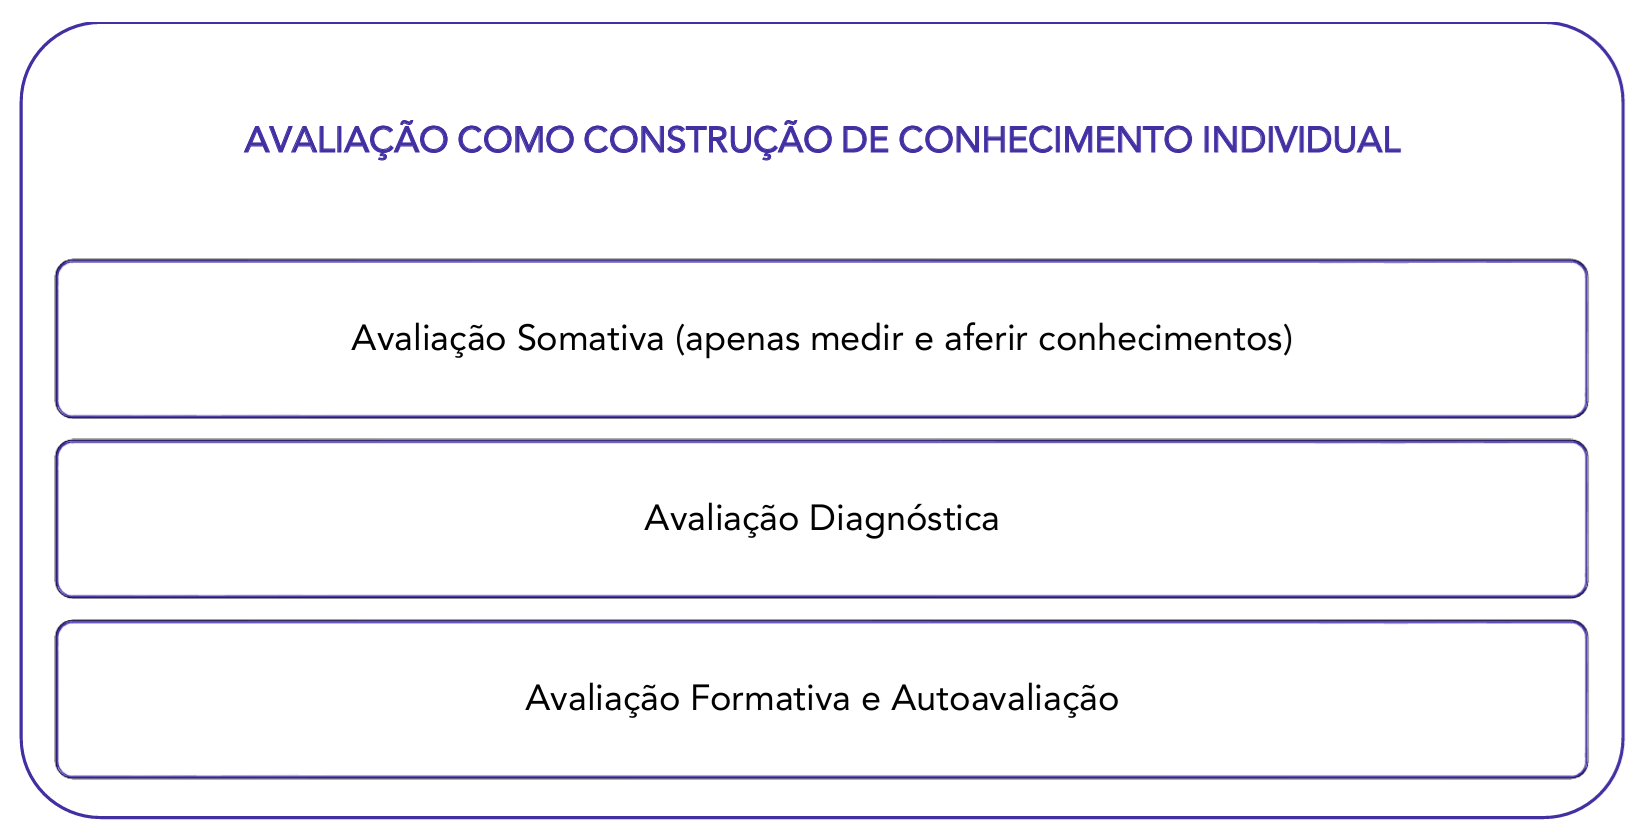 AVALIAÇÃO COMO CONSTRUÇÃO DE CONHECIMENTO INDIVIDUAL
Avaliação Somativa (apenas medir e aferir conhecimentos)
Avaliação Diagnóstica
Avaliação Formativa e Autoavaliação